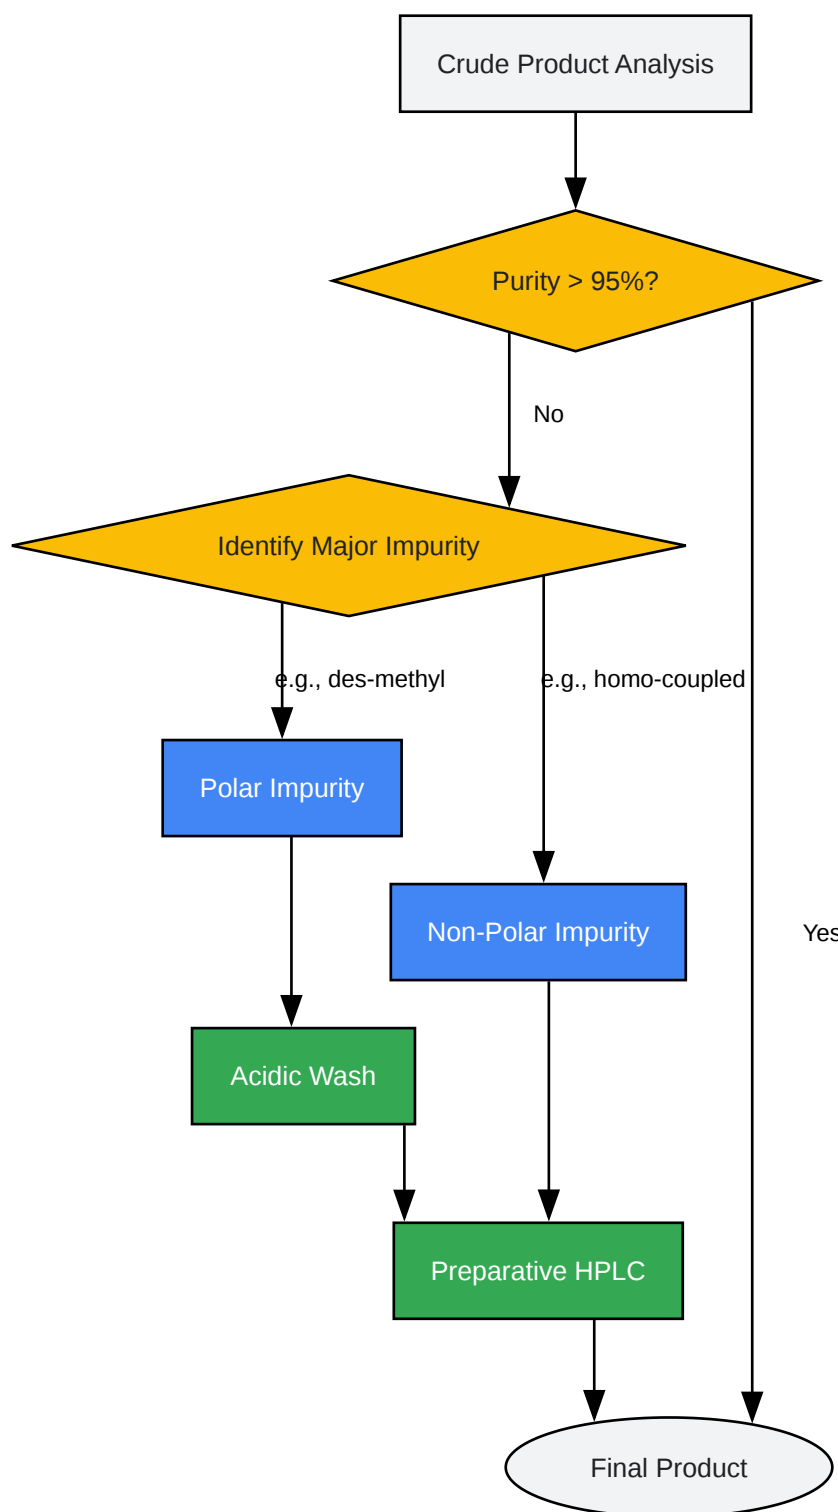 Crude Product Analysis
Purity > 95%?
No
Identify Major Impurity
e.g., des-methyl
e.g., homo-coupled
Polar Impurity
Non-Polar Impurity
Yes
Acidic Wash
Preparative HPLC
Final Product